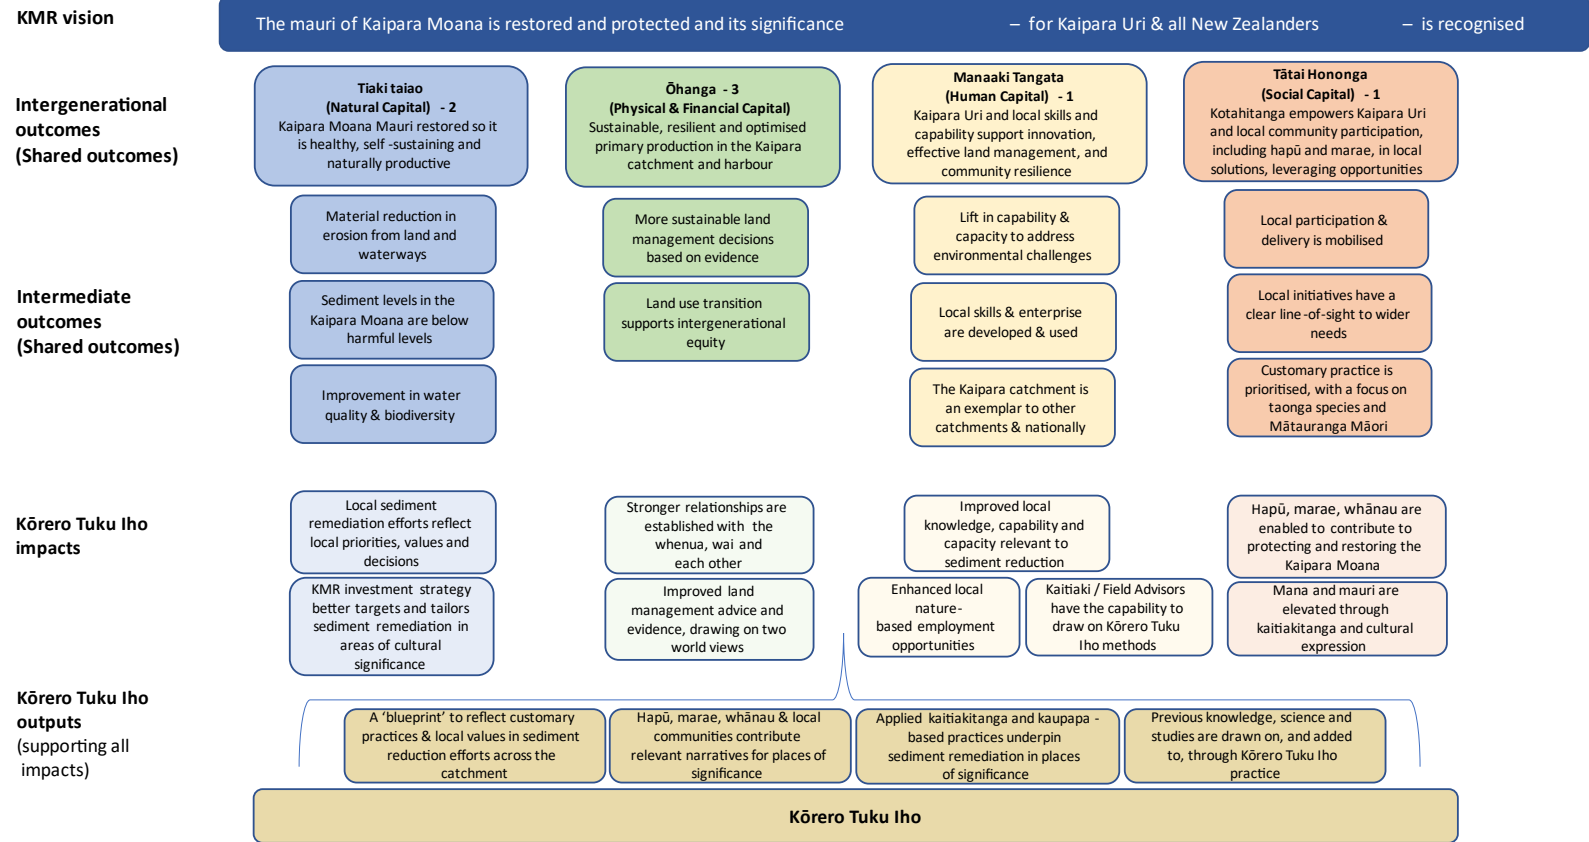 KMR vision
The mauri of Kaipara Moana is restored and protected and its significance – for Kaipara Uri & all New Zealanders – is recognised
Intergenerational
outcomes
(Shared outcomes)
Tiaki taiao
(Natural Capital) - 2
Kaipara Moana Mauri restored so it
is healthy, self -sustaining and
naturally productive
Ōhanga - 3
(Physical & Financial Capital)
Sustainable, resilient and optimised
primary production in the Kaipara
catchment and harbour
Manaaki Tangata
(Human Capital) - 1
Kaipara Uri and local skills and
capability support innovation,
effective land management, and
community resilience
Tātai Hononga
(Social Capital) - 1
Kotahitanga empowers Kaipara Uri
and local community participation,
including hapū and marae, in local
solutions, leveraging opportunities
Intermediate
outcomes
(Shared outcomes)
Material reduction in
erosion from land and
waterways
More sustainable land
management decisions
based on evidence
Lift in capability &
capacity to address
environmental challenges
Local participation &
delivery is mobilised
Sediment levels in the
Kaipara Moana are below
harmful levels
Land use transition
supports intergenerational
equity
Local skills & enterprise
are developed & used
Local initiatives have a
clear line -of-sight to wider
needs
Improvement in water
quality & biodiversity
The Kaipara catchment is
an exemplar to other
catchments & nationally
Customary practice is
prioritised, with a focus on
taonga species and
Mātauranga Māori
Kōrero Tuku Iho
impacts
Local sediment
remediation efforts reflect
local priorities, values and
decisions
Stronger relationships are
established with the
whenua, wai and
each other
Improved local
knowledge, capability and
capacity relevant to
sediment reduction
Hapū, marae, whānau are
enabled to contribute to
protecting and restoring the
Kaipara Moana
KMR investment strategy
better targets and tailors
sediment remediation in
areas of cultural
significance
Improved land
management advice and
evidence, drawing on two
world views
Enhanced local
nature-
based employment
opportunities
Kaitiaki / Field Advisors
have the capability to
draw on Kōrero Tuku
Iho methods
Mana and mauri are
elevated through
kaitiakitanga and cultural
expression
Kōrero Tuku Iho
outputs
(supporting all
impacts)
A ‘blueprint’ to reflect customary
practices & local values in sediment
reduction efforts across the
catchment
Hapū, marae, whānau & local
communities contribute
relevant narratives for places of
significance
Applied kaitiakitanga and kaupapa -
based practices underpin
sediment remediation in places
of significance
Previous knowledge, science and
studies are drawn on, and added
to, through Kōrero Tuku Iho
practice
Kōrero Tuku Iho